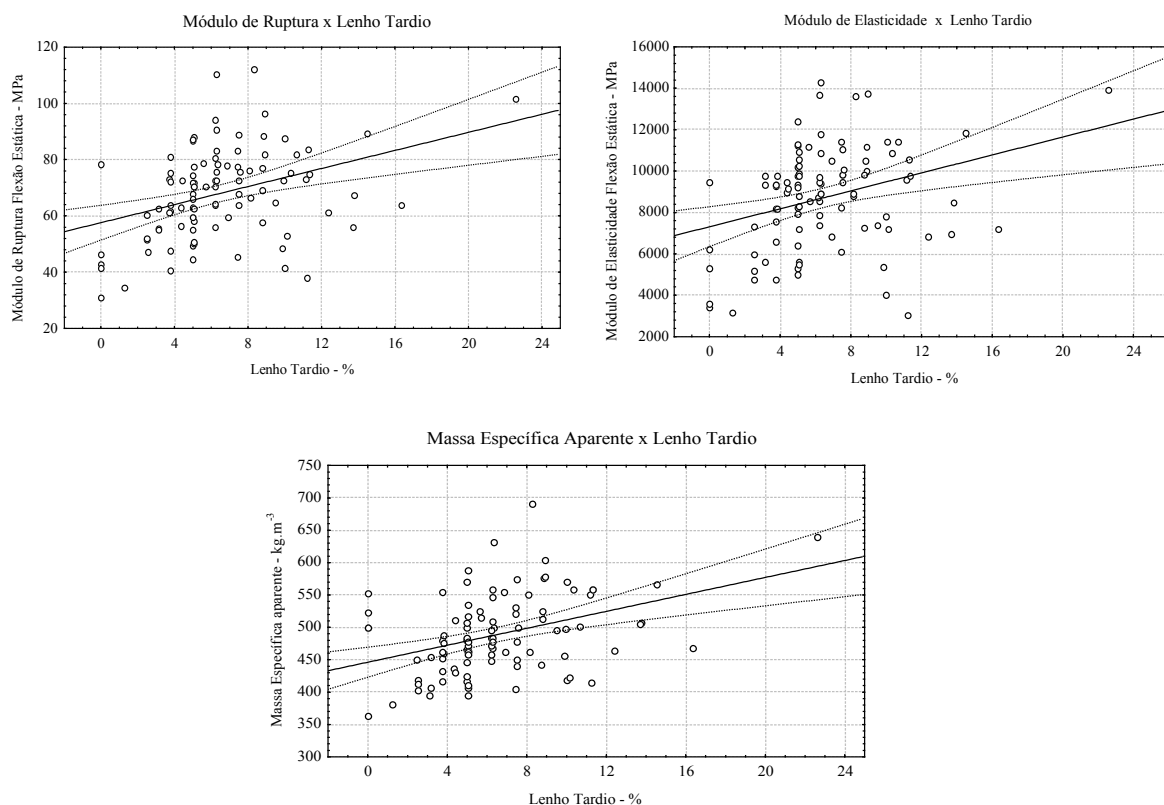 Módulo de Ruptura x Lenho Tardio
Módulo de Ruptura Flexão Estática - MPa
120
100
80
60
40
20
0 4 8 12 16 20 24
Lenho Tardio - %
Módulo de Elasticidade x Lenho Tardio
Módulo de Elasticidade Flexão Estática - MPa
16000
14000
12000
10000
8000
6000
4000
2000
0 4 8 12 16 20 24
Lenho Tardio - %
Massa Específica Aparente x Lenho Tardio
Massa Específica aparente - kg.m⁻³
750
700
650
600
550
500
450
400
350
300
0 4 8 12 16 20 24
Lenho Tardio - %